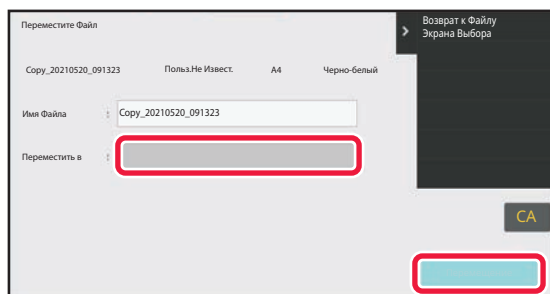 Переместите Файл
Возврат к Файлу
Экрана Выбора
Copy_20210520_091323 Польз.Не Извест. A4 Черно-белый
Имя Файла : Copy_20210520_091323
Переместить в :
CA